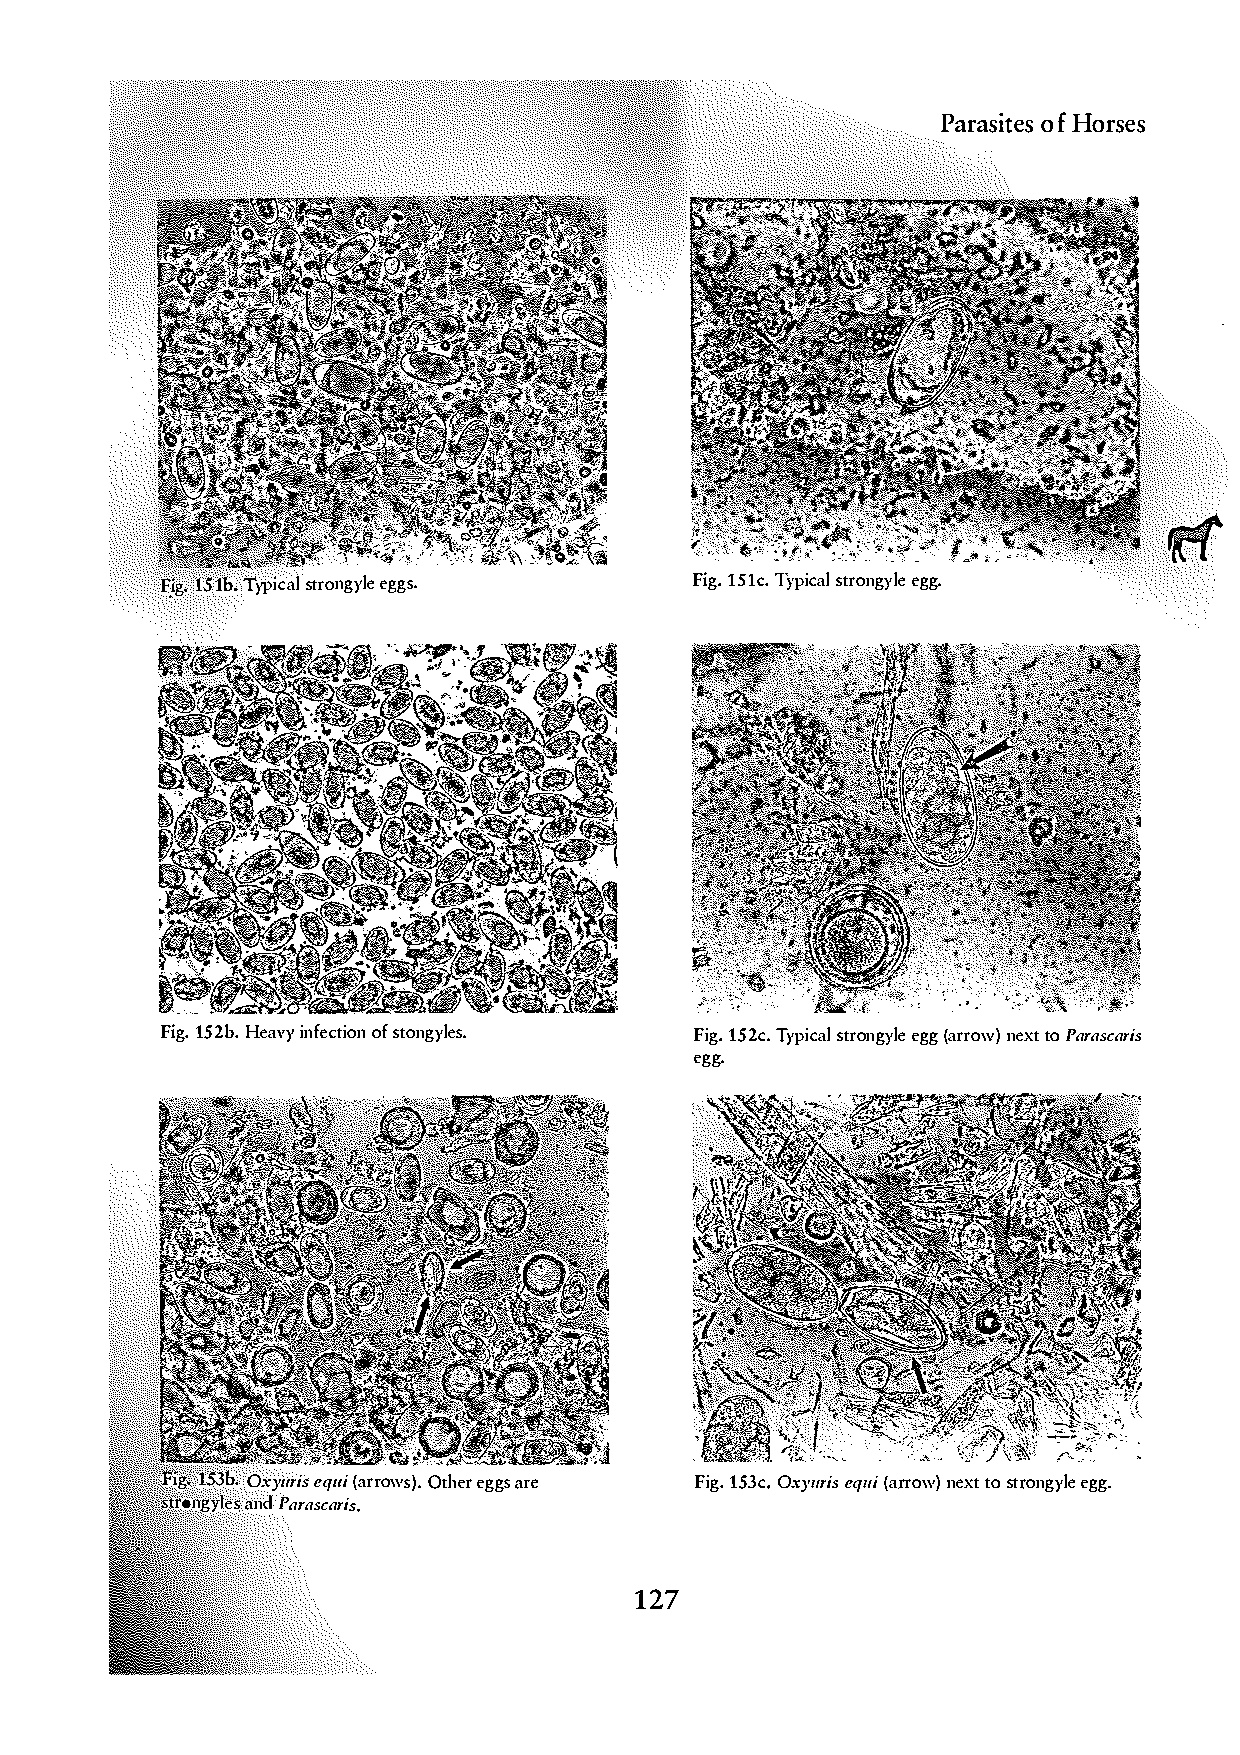 Parasites of Horses
Fig. 151b. Typical strongyle eggs.
Fig. 151c. Typical strongyle egg.
Fig. 152b. Heavy infection of stongyles.
Fig. 152c. Typical strongyle egg (arrow) next to Parascaris
egg.
Fig. 153b. Oxyuris equi (arrows). Other eggs are
strongyles and Parascaris.
Fig. 153c. Oxyuris equi (arrow) next to strongyle egg.
127